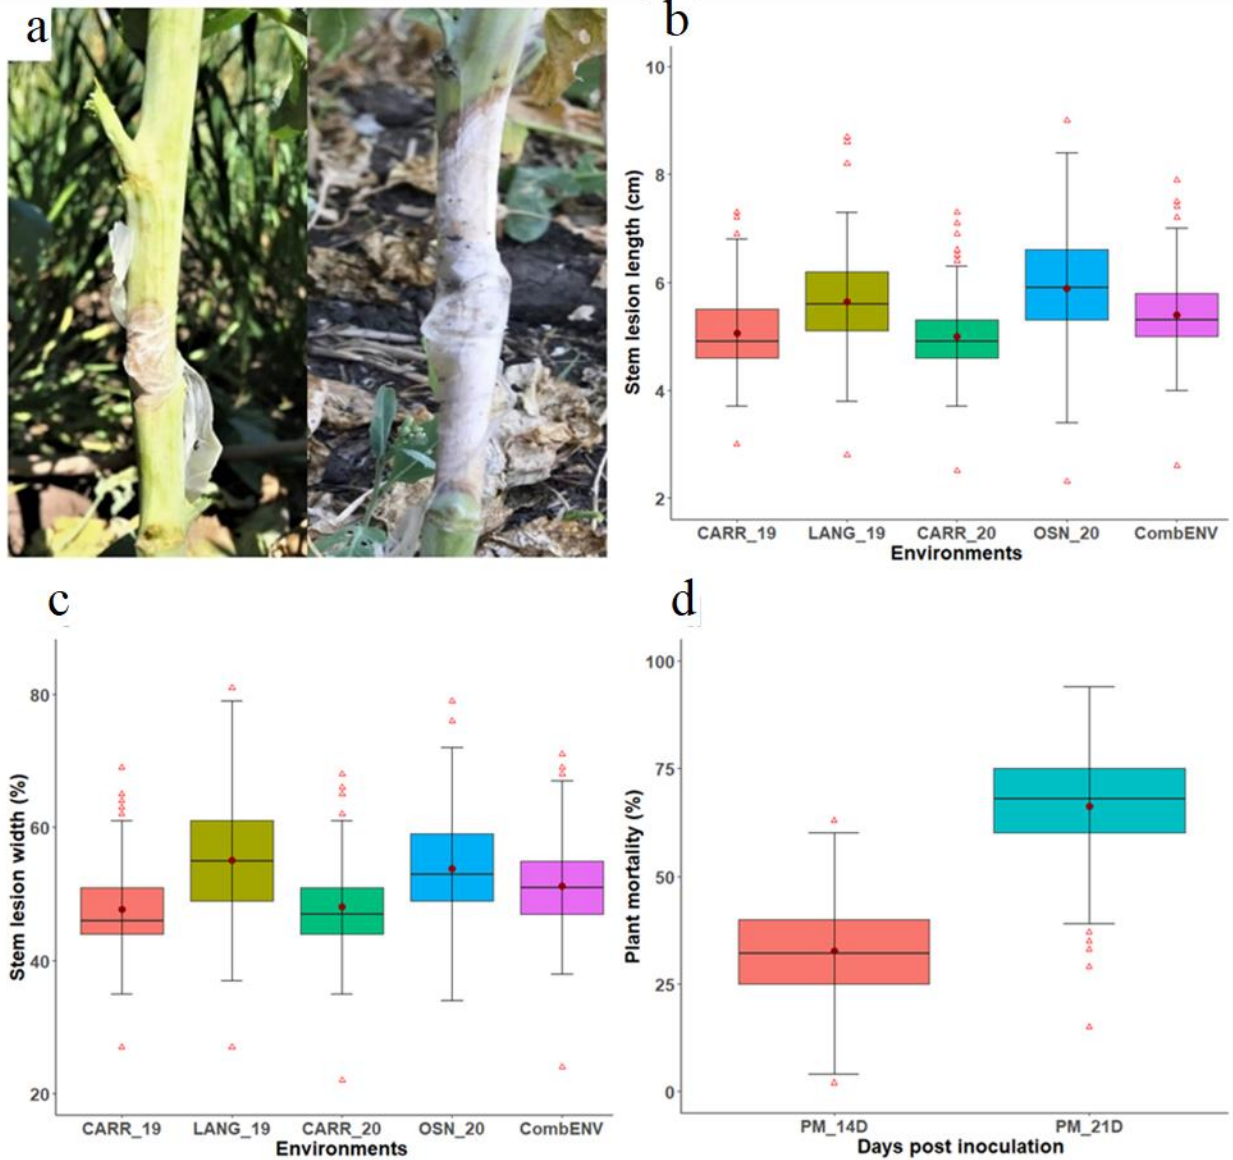 a
b
10
8
6
4
2
Stem lesion length (cm)
CARR_19 LANG_19 CARR_20 OSN_20 CombENV
Environments
c
80
60
40
20
Stem lesion width (%)
CARR_19 LANG_19 CARR_20 OSN_20 CombENV
Environments
d
100
75
50
25
0
Plant mortality (%)
PM_14D PM_21D
Days post inoculation